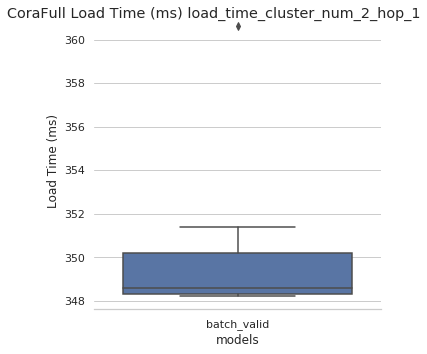 CoraFull Load Time (ms) load_time_cluster_num_2_hop_1
360
358
356
354
352
350
348
Load Time (ms)
batch_valid
models